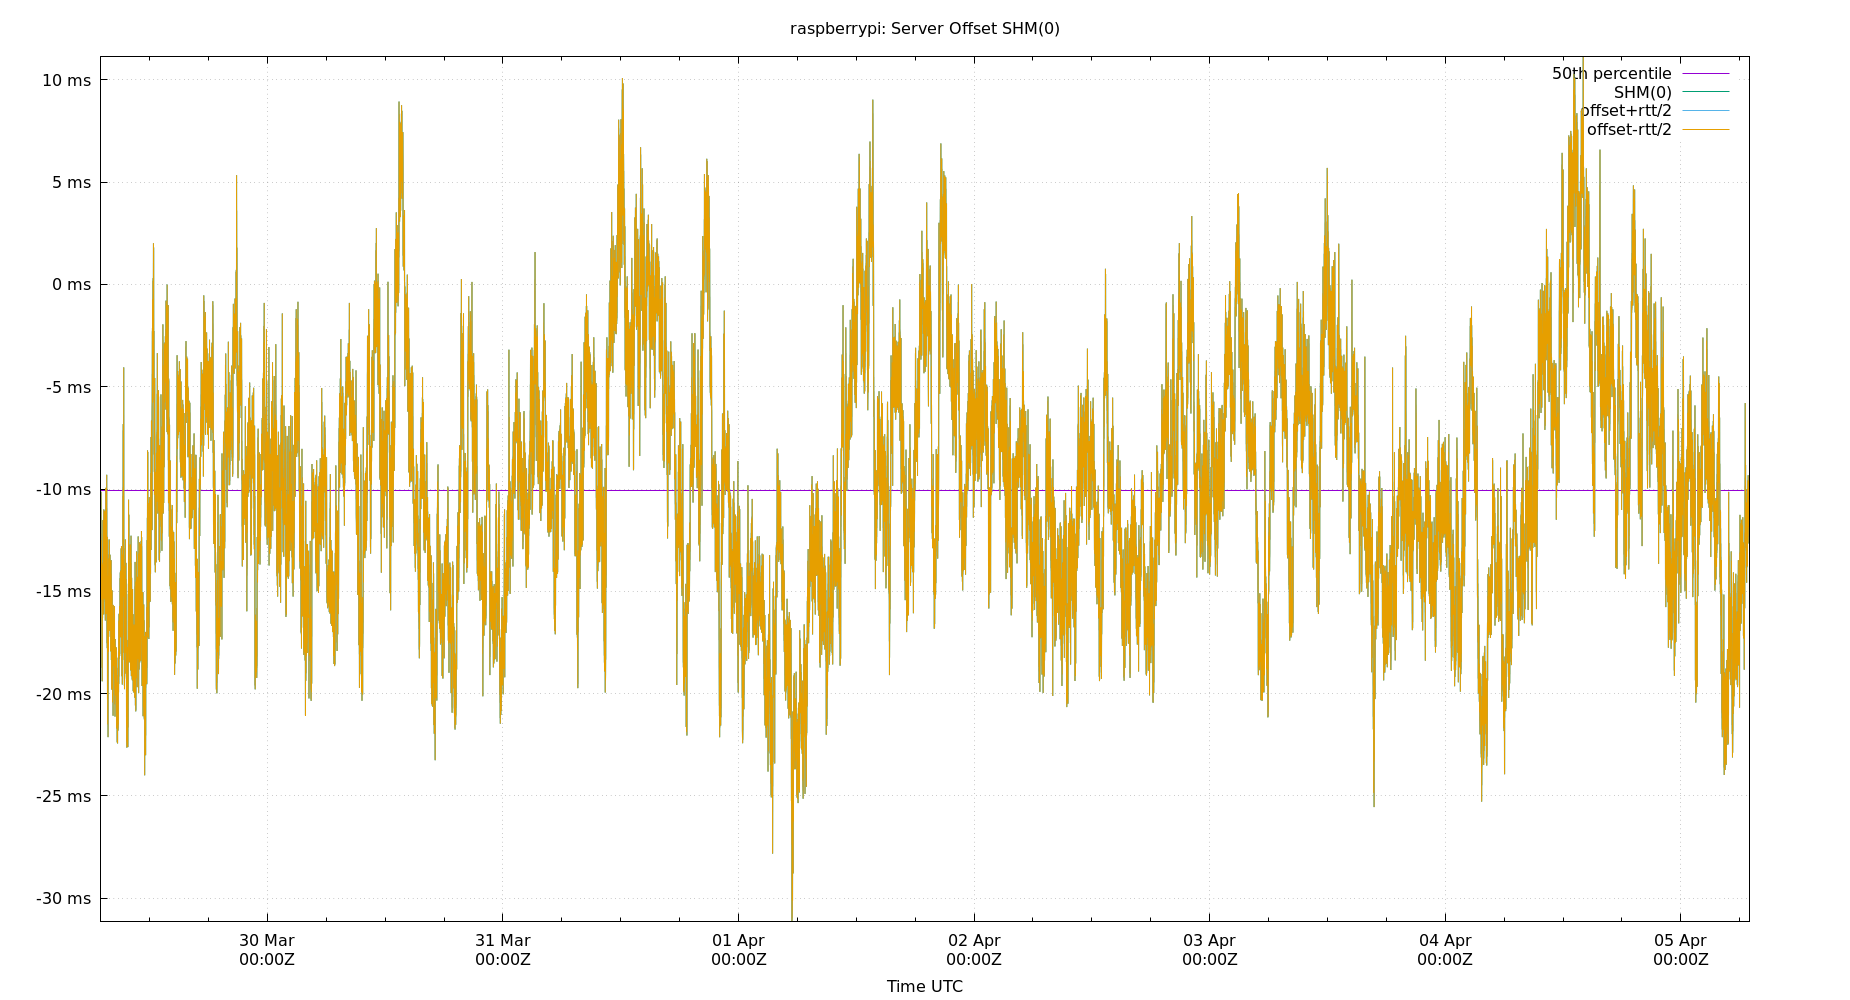 raspberrypi: Server Offset SHM(0)
10 ms
5 ms
0 ms
-5 ms
-10 ms
-15 ms
-20 ms
-25 ms
-30 ms
50th percentile
SHM(0)
offset+rtt/2
offset-rtt/2
30 Mar 31 Mar 01 Apr 02 Apr 03 Apr 04 Apr 05 Apr
00:00Z 00:00Z 00:00Z 00:00Z 00:00Z 00:00Z 00:00Z
Time UTC